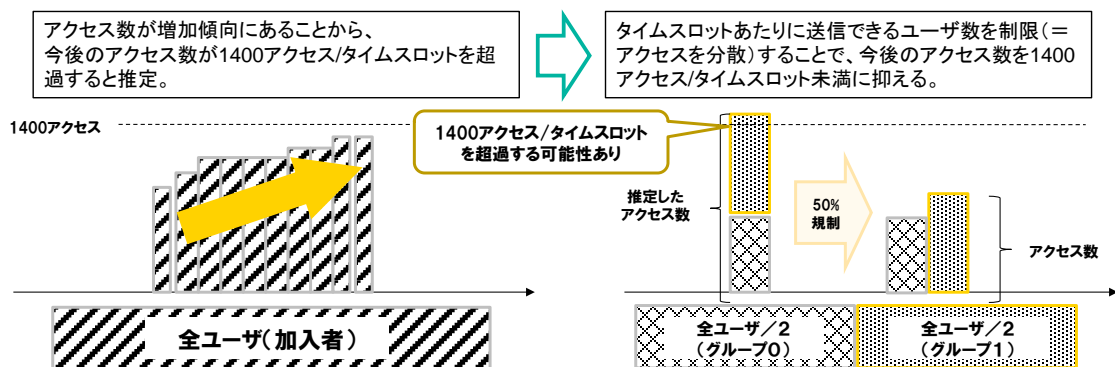 アクセス数が増加傾向にあることから、
今後のアクセス数が1400アクセス/タイムスロットを超
過すると推定。
タイムスロットあたりに送信できるユーザ数を制限(=
アクセスを分散)することで、今後のアクセス数を1400
アクセス/タイムスロット未満に抑える。
1400アクセス
1400アクセス/タイムスロット
を超過する可能性あり
推定した
アクセス数
50%
規制
アクセス数
全ユーザ(加入者)
全ユーザ/2
(グループ0)
全ユーザ/2
(グループ1)